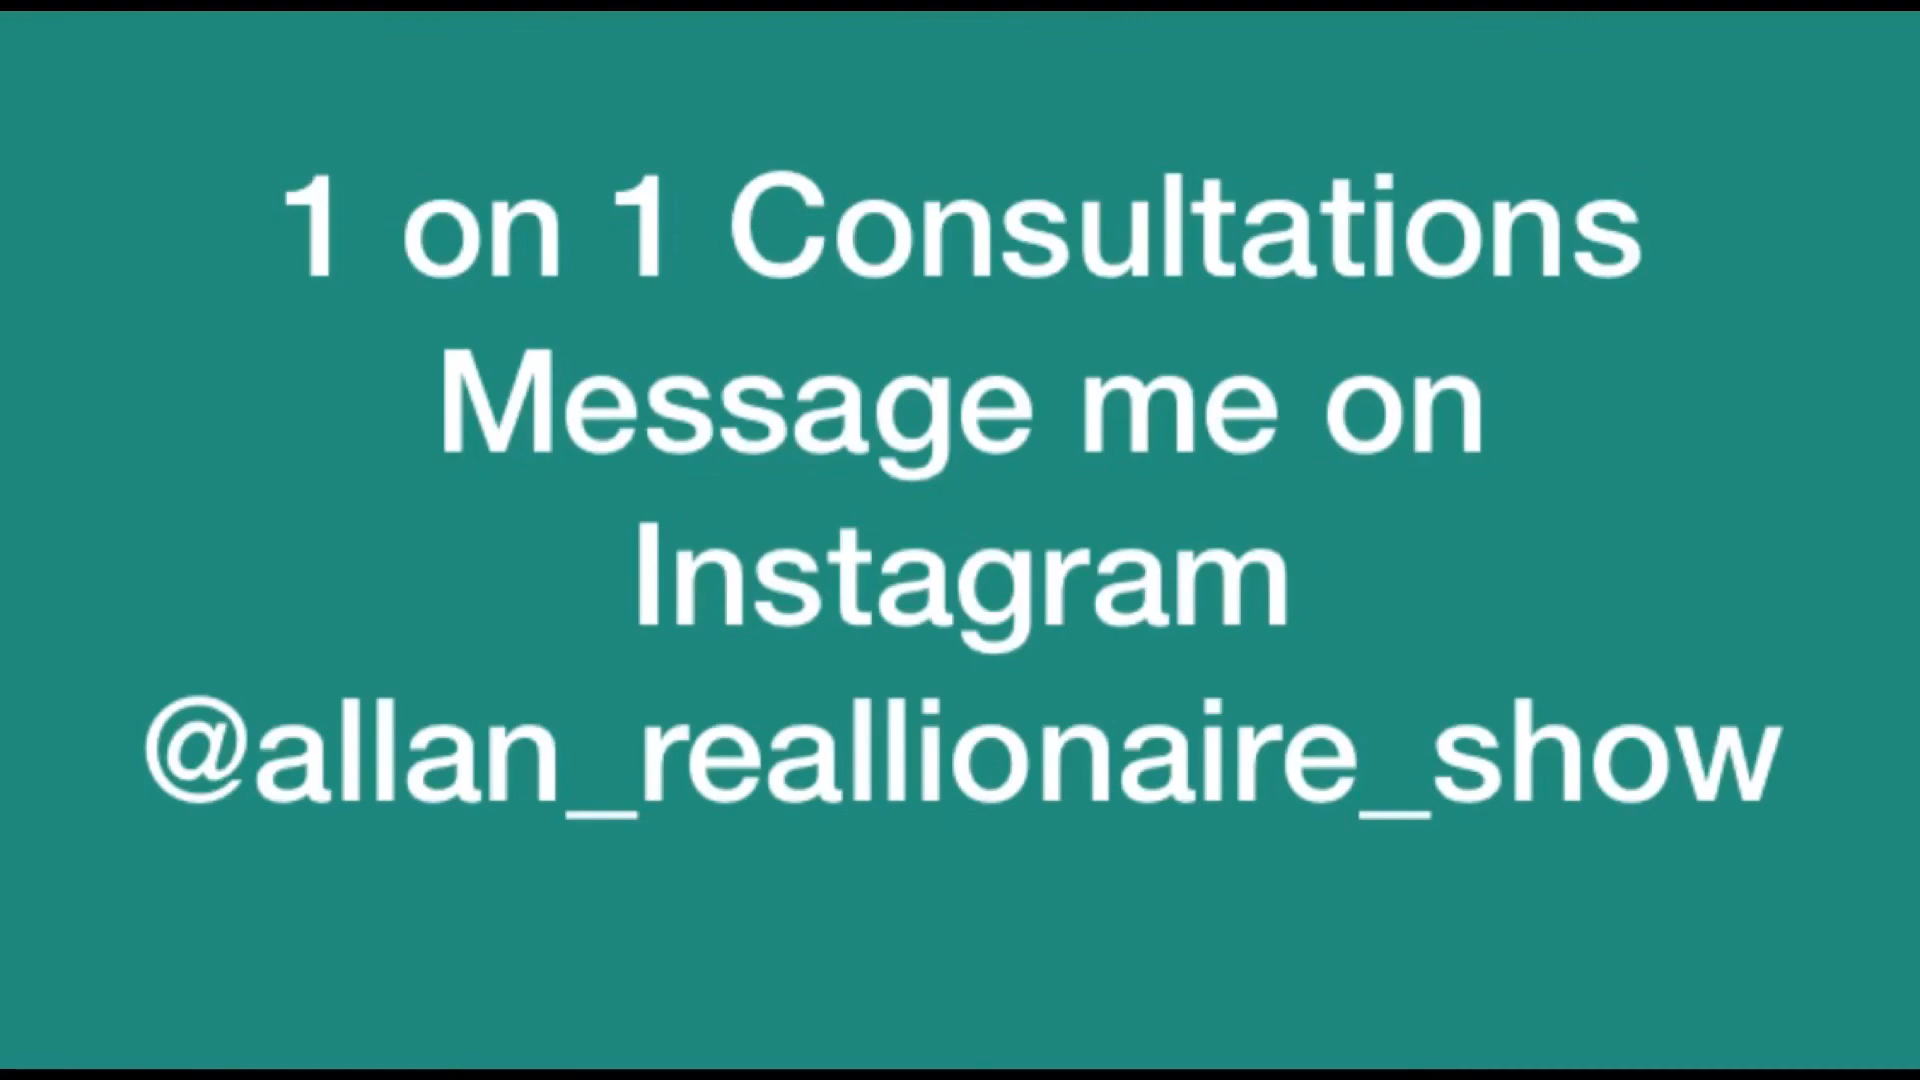 1 on 1 Consultations
Message me on
Instagram
@allan_reallionaire_show